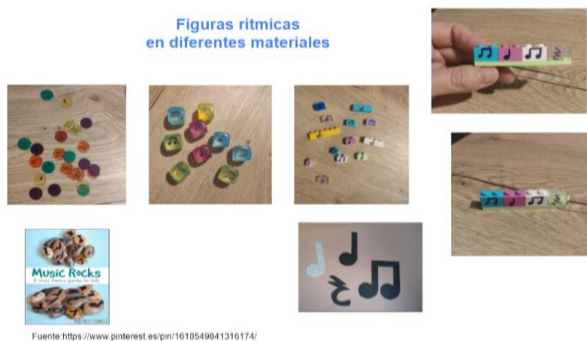 Figuras rítmicas
en diferentes materiales
Music Rocks
Fuente:https://www.pinterest.es/pin/1618549841316174/